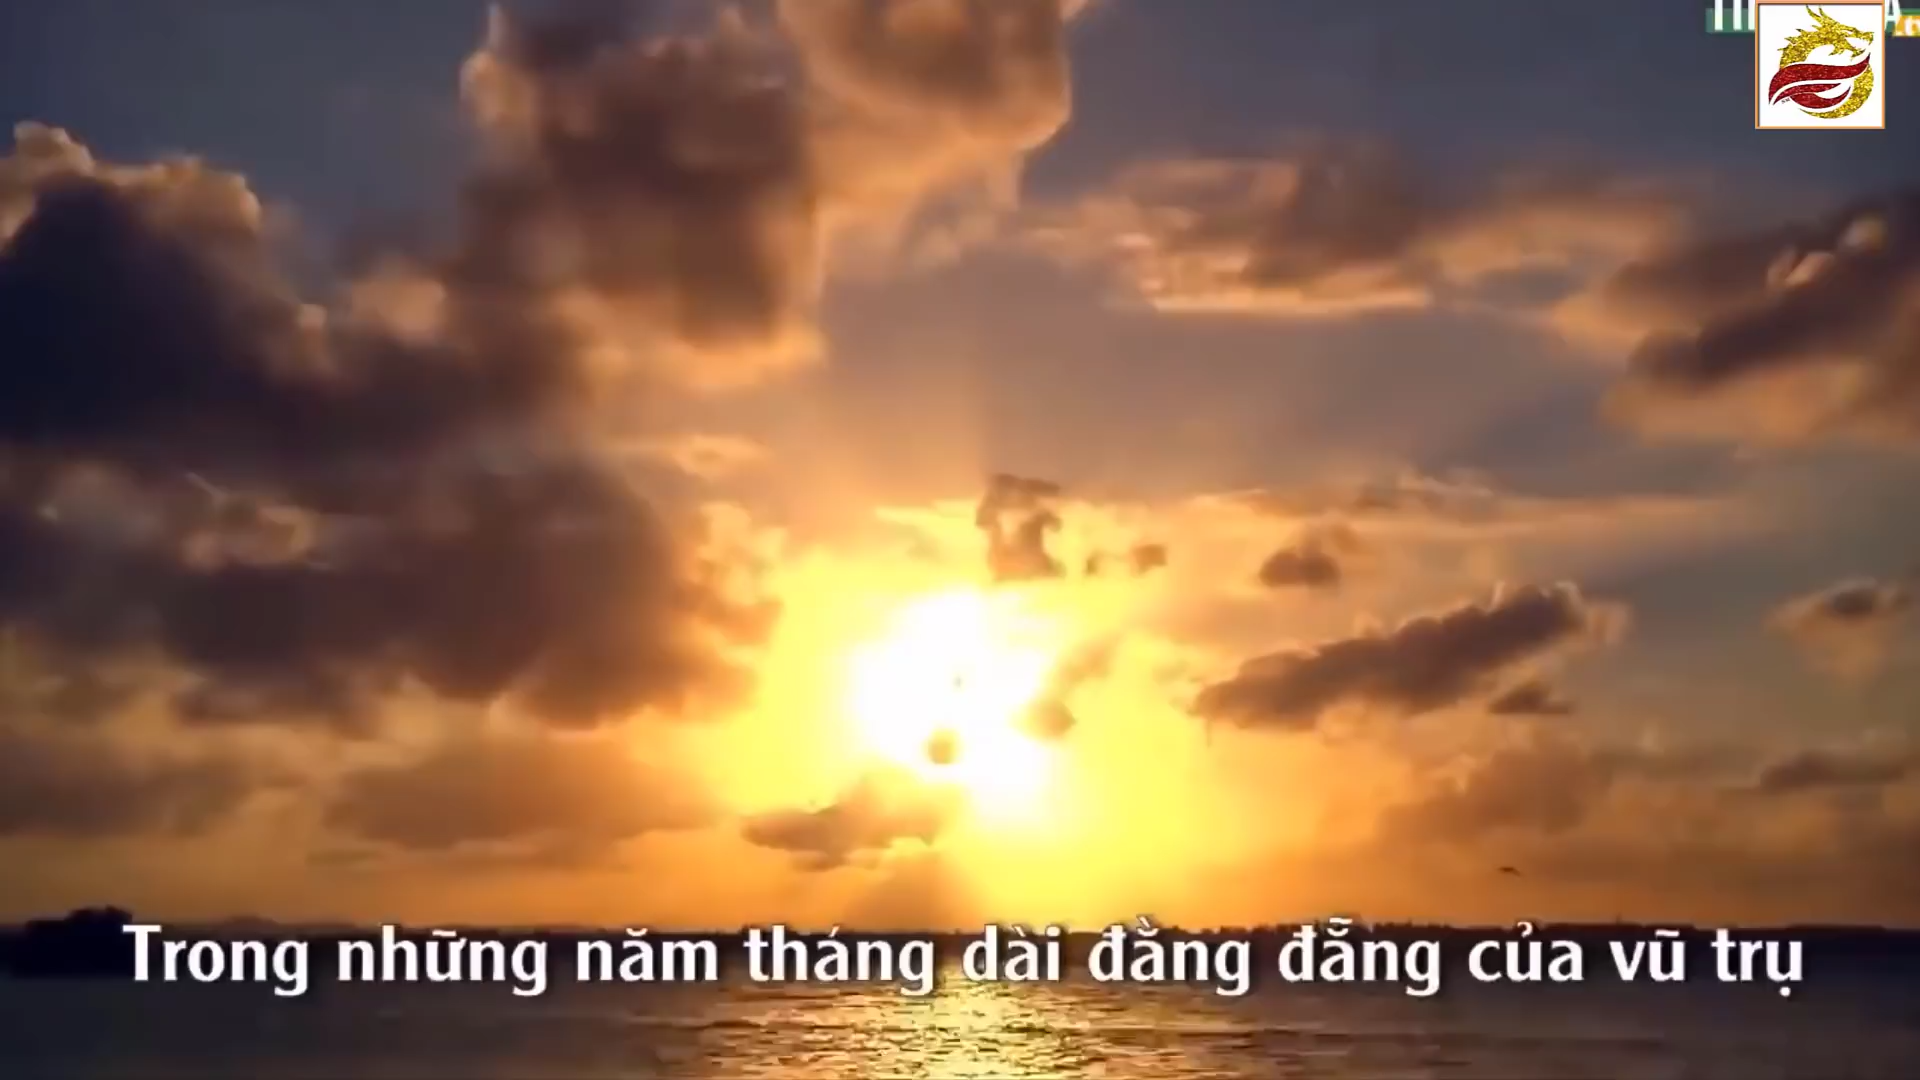 Trong những năm tháng dài đằng đẵng của vũ trụ